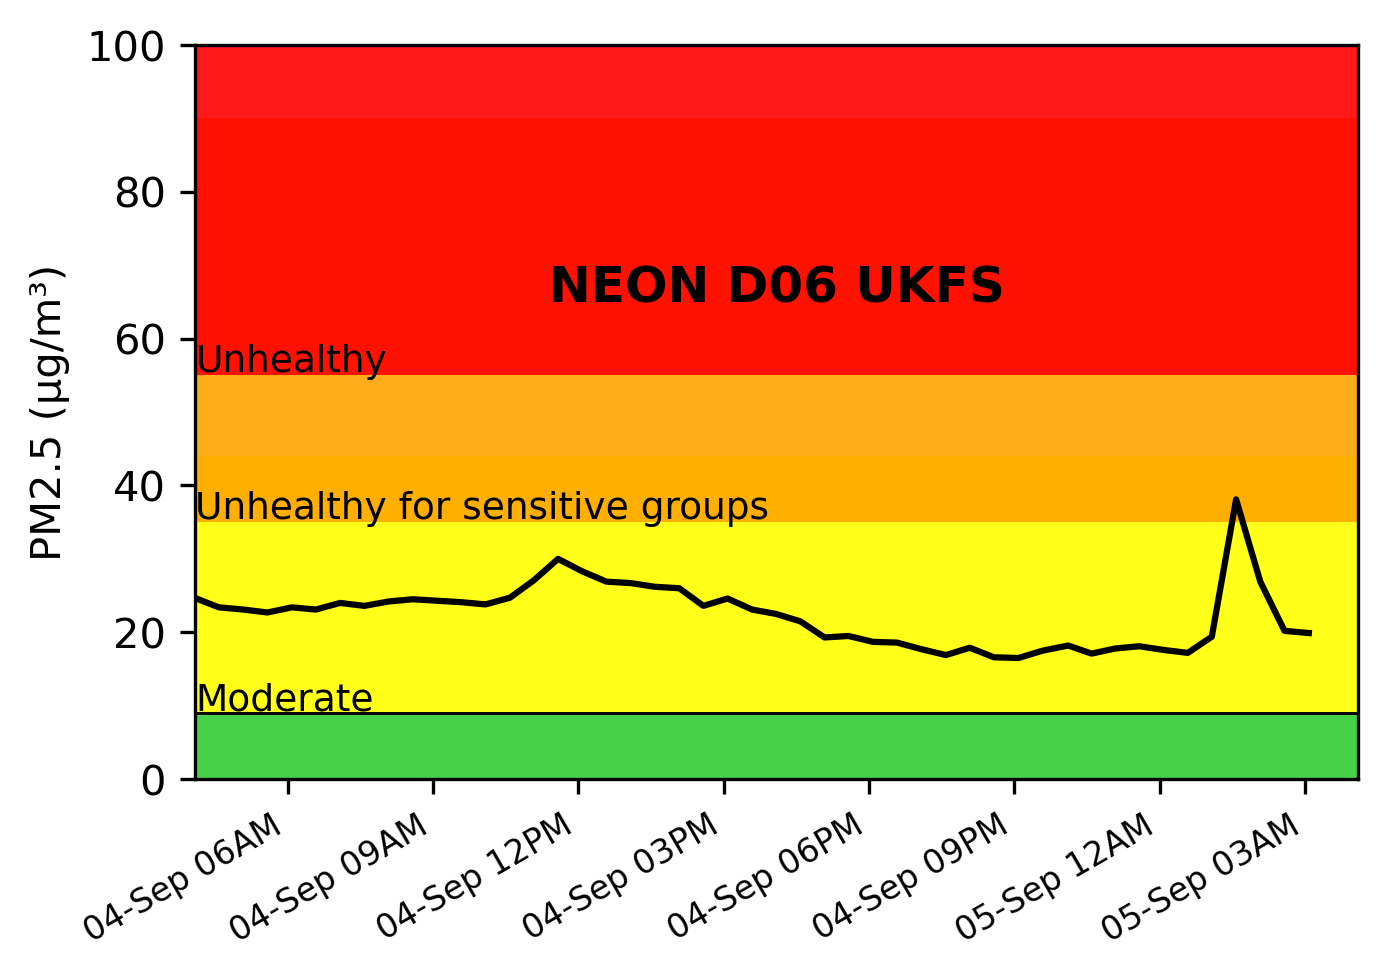 100
80
60
40
20
0
PM2.5 (µg/m³)
NEON D06 UKFS
Unhealthy
Unhealthy for sensitive groups
Moderate
04-Sep 06AM
04-Sep 09AM
04-Sep 12PM
04-Sep 03PM
04-Sep 06PM
04-Sep 09PM
05-Sep 12AM
05-Sep 03AM